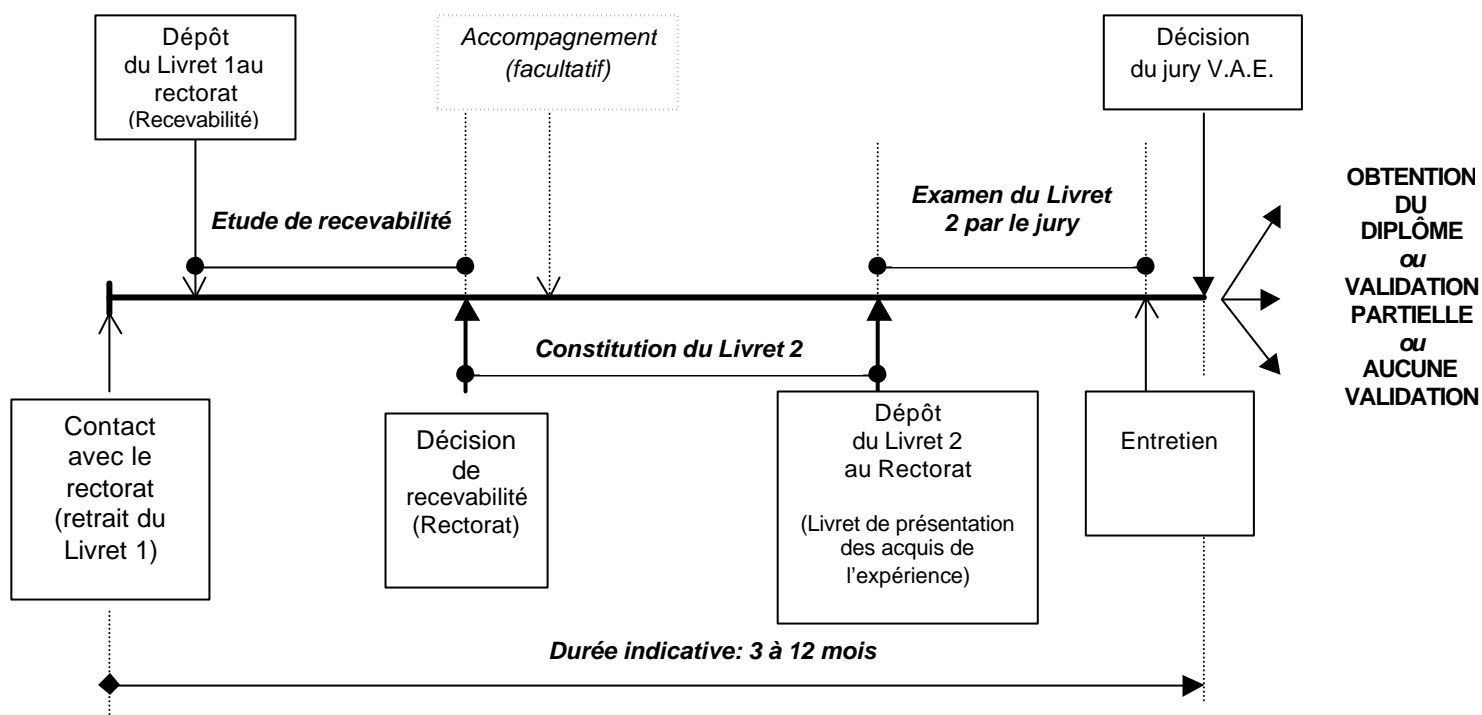 Dépôt
du Livret 1au
rectorat
(Recevabilité)
Accompagnement
(facultatif)
Décision
du jury V.A.E.
Etude de recevabilité
Examen du Livret
2 par le jury
OBTENTION
DU
DIPLÔME
ou
VALIDATION
PARTIELLE
ou
AUCUNE
VALIDATION
Constitution du Livret 2
Contact
avec le
rectorat
(retrait du
Livret 1)
Décision
de
recevabilité
(Rectorat)
Dépôt
du Livret 2
au Rectorat
(Livret de présentation
des acquis de
l'expérience)
Entretien
Durée indicative: 3 à 12 mois